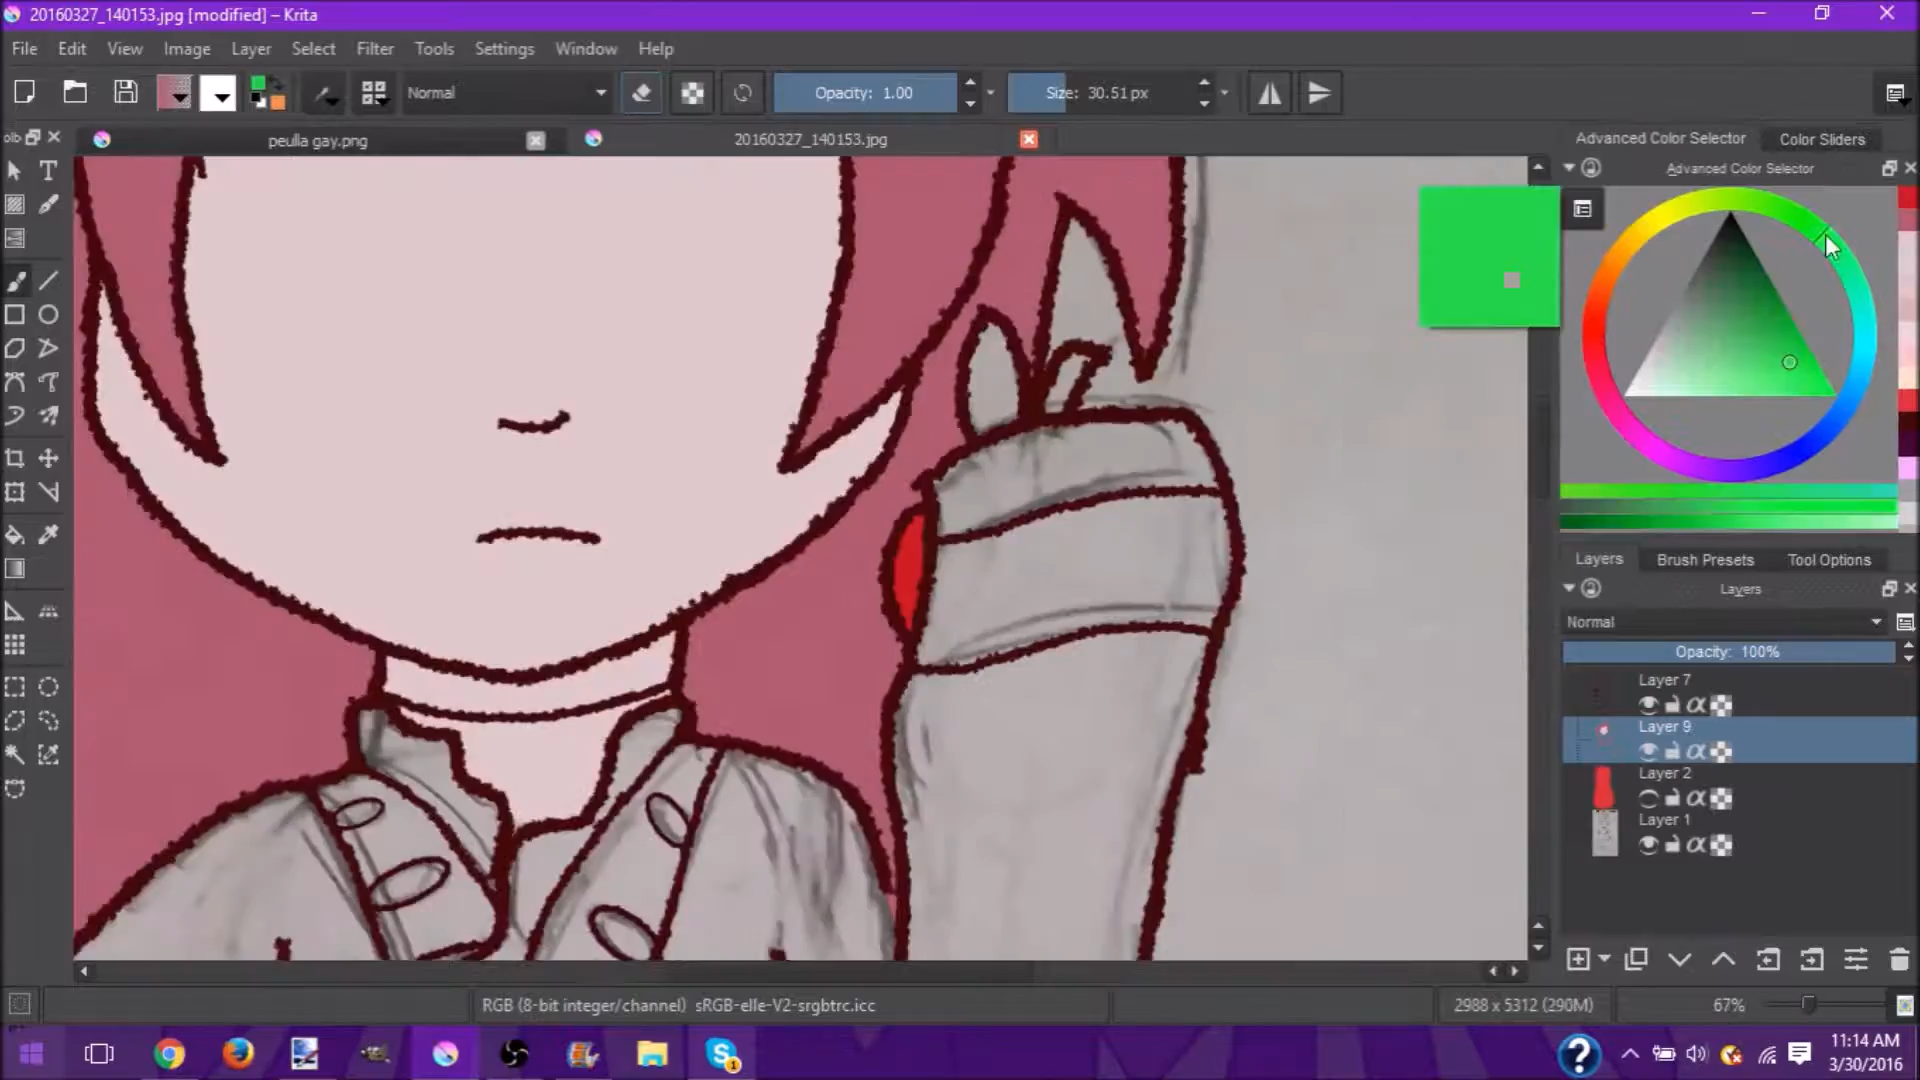 20160327_140153.jpg [modified] – Krita
File Edit View Image Layer Select Filter Tools Settings Window Help
Normal
Opacity: 1.00
Size: 30.51 px
peulla gay.png
20160327_140153.jpg
Advanced Color Selector
Color Sliders
Advanced Color Selector
Layers
Brush Presets
Tool Options
Layers
Normal
Opacity: 100%
Layer 7
Layer 9
Layer 2
Layer 1
RGB (8-bit integer/channel) sRGB-elle-V2-srgbtrc.icc
2988 x 5312 (290M)
67%
11:14 AM
3/30/2016